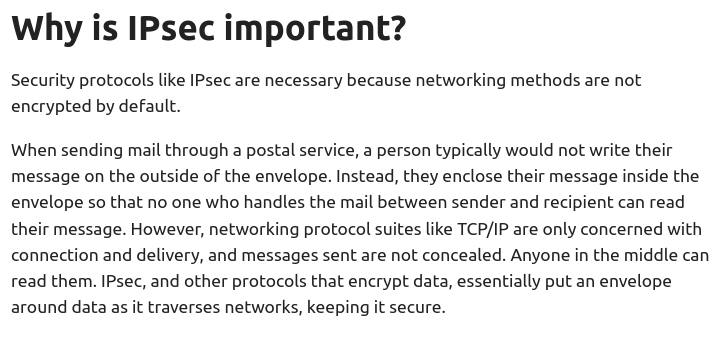 Why is IPsec important?
Security protocols like IPsec are necessary because networking methods are not
encrypted by default.
When sending mail through a postal service, a person typically would not write their
message on the outside of the envelope. Instead, they enclose their message inside the
envelope so that no one who handles the mail between sender and recipient can read
their message. However, networking protocol suites like TCP/IP are only concerned with
connection and delivery, and messages sent are not concealed. Anyone in the middle can
read them. IPsec, and other protocols that encrypt data, essentially put an envelope
around data as it traverses networks, keeping it secure.